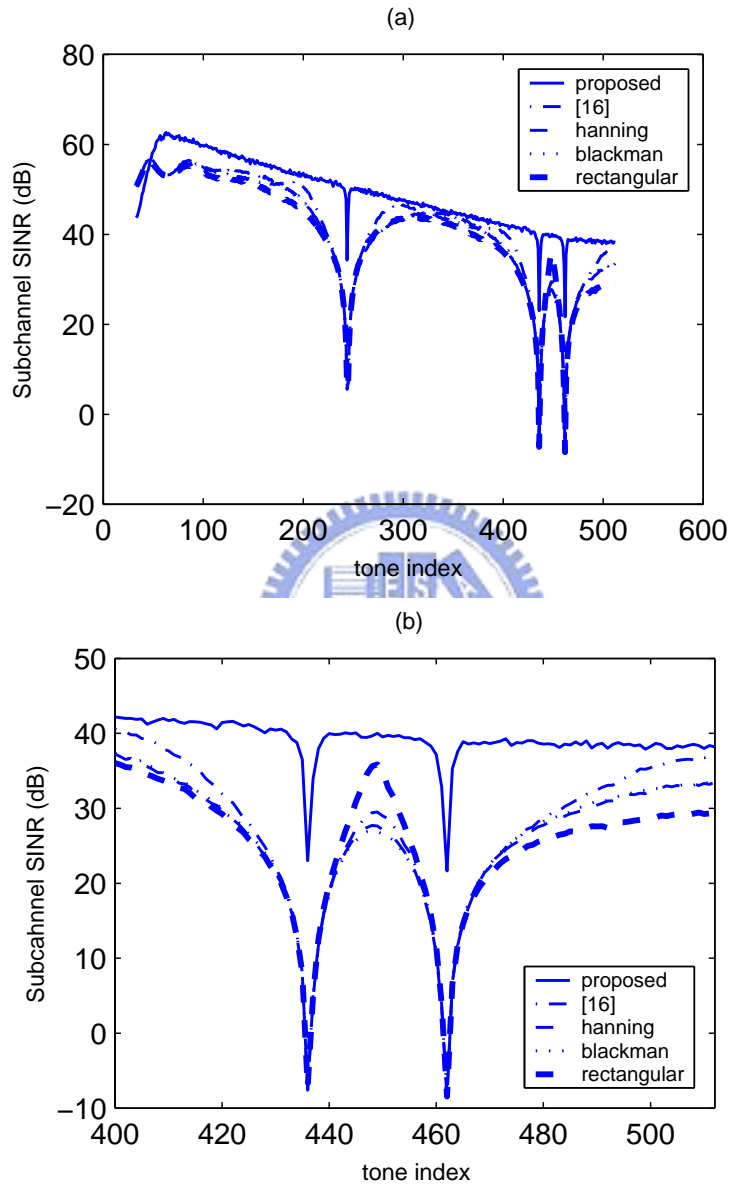 (a)
80
60
40
20
0
−20
Subchannel SINR (dB)
proposed
[16]
hanning
blackman
rectangular
0 100 200 300 400 500 600
tone index
ES
(b)
50
40
30
20
10
0
−10
Subcahnnel SINR (dB)
proposed
[16]
hanning
blackman
rectangular
400 420 440 460 480 500
tone index